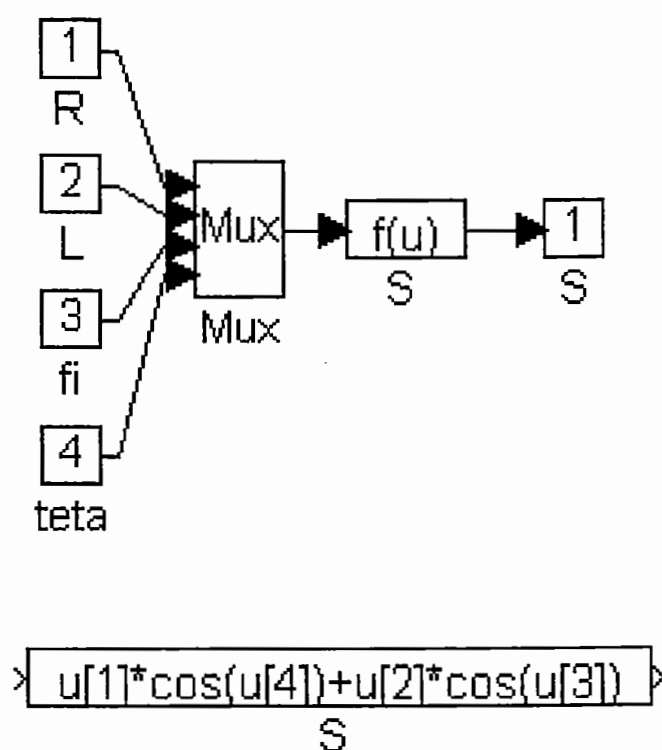 1
R
2
L
3
fi
4
teta
Mux
Mux
f(u)
S
1
S
u[1]*cos(u[4])+u[2]*cos(u[3])
S